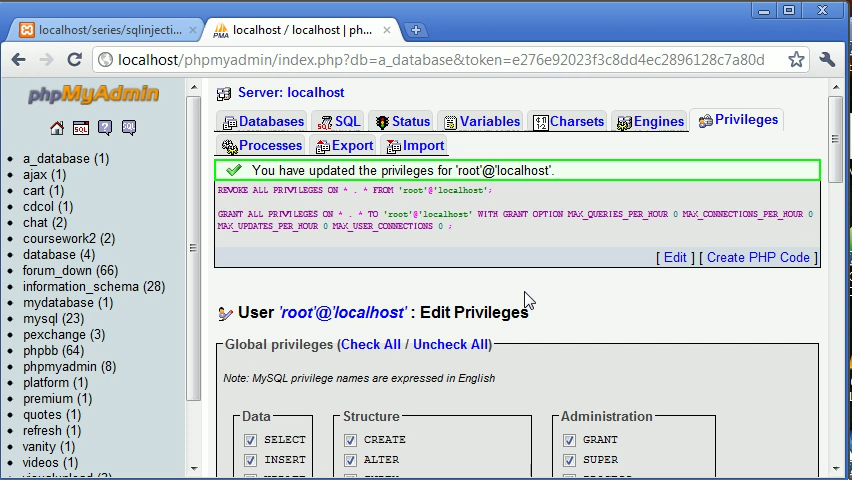 localhost/series/sqlinjecti...
localhost / localhost | ph...
localhost/phpmyadmin/index.php?db=a_database&token=e276e92023f3c8dd4ec2896128c7a80d
phpMyAdmin
SQL
a_database (1)
ajax (1)
cart (1)
cdcol (1)
chat (2)
coursework2 (2)
database (4)
forum_down (66)
information_schema (28)
mydatabase (1)
mysql (23)
pexchange (3)
phpbb (64)
phpmyadmin (8)
platform (1)
premium (1)
quotes (1)
refresh (1)
vanity (1)
videos (1)
Server: localhost
Databases SQL Status Variables Charsets Engines Privileges
Processes Export Import
You have updated the privileges for 'root'@'localhost'.
REVOKE ALL PRIVILEGES ON * . * FROM 'root'@'localhost';
GRANT ALL PRIVILEGES ON * . * TO 'root'@'localhost' WITH GRANT OPTION MAX_QUERIES_PER_HOUR 0 MAX_CONNECTIONS_PER_HOUR 0
MAX_UPDATES_PER_HOUR 0 MAX_USER_CONNECTIONS 0 ;
[ Edit ] [ Create PHP Code ]
User 'root'@'localhost' : Edit Privileges
Global privileges (Check All / Uncheck All)
Note: MySQL privilege names are expressed in English
Data Structure Administration
SELECT CREATE GRANT
INSERT ALTER SUPER